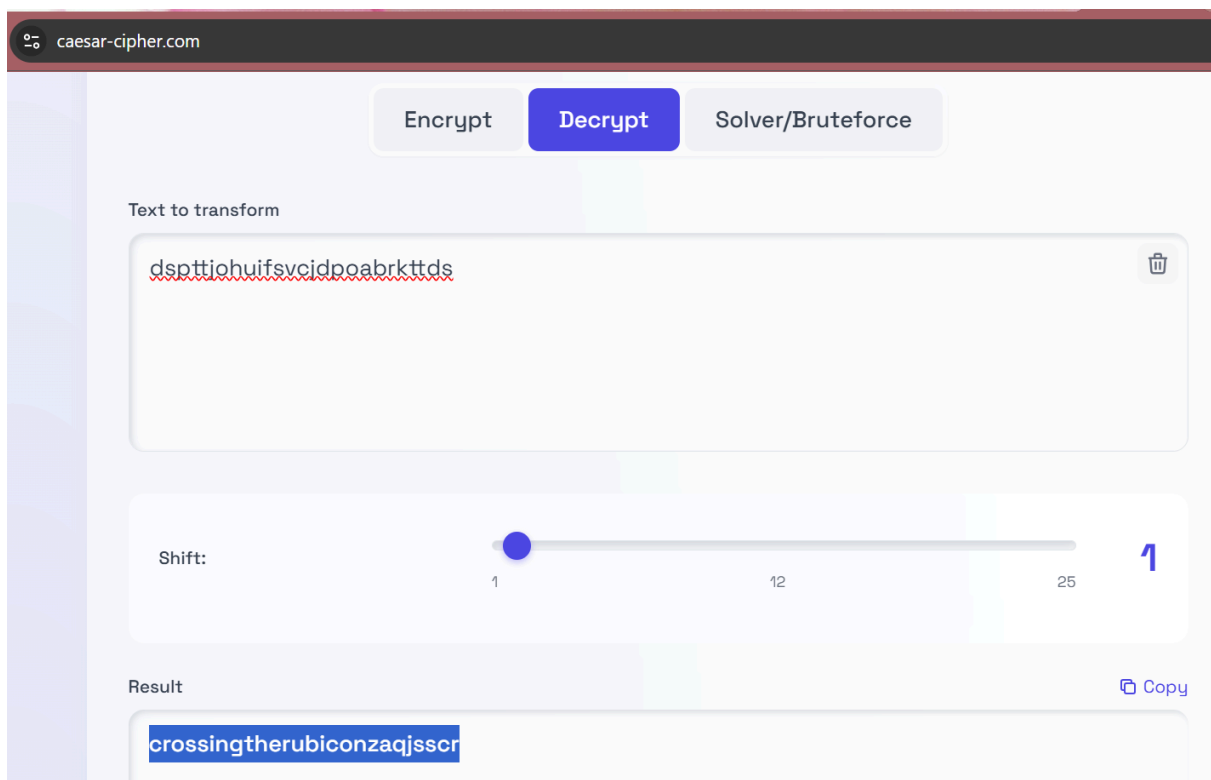 caesar-cipher.com
Encrypt Decrypt Solver/Bruteforce
Text to transform
dspttjohuifsvcjdpoabrkttds
Shift: 1
1 12 25
Result Copy
crossingtherubiconzaqjsscr